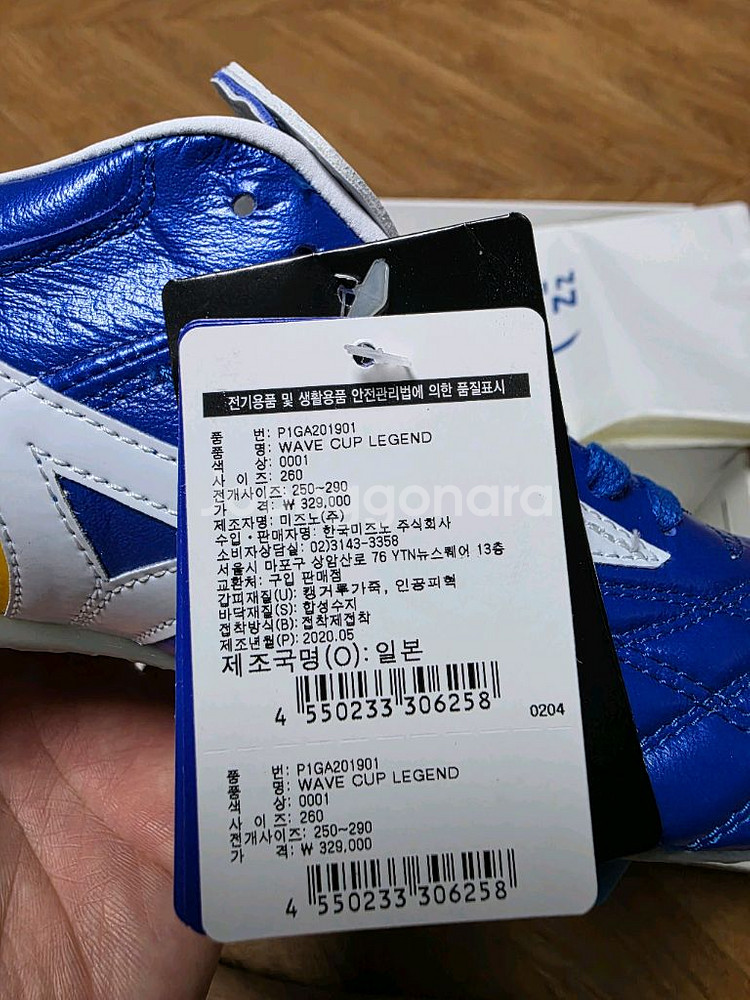 전기용품 및 생활용품 안전관리법에 의한 품질표시
품 번: P1GA201901
품 명: WAVE CUP LEGEND
색 상: 0001
사 이 즈: 260
전개사이즈: 250~290
가 격: ₩ 329,000
제조자명: 미즈노(주)
수입·판매자명: 한국미즈노 주식회사
소비자상담실: 02)3143-3358
서울시 마포구 상암산로 76 YTN뉴스퀘어 13층
교환처: 구입 판매점
갑피재질(U): 캥거루가죽, 인공피혁
바닥재질(S): 합성수지
접착방식(B): 접착제접착
제조년월(P): 2020.05
제조국명(O): 일본
4 550233 306258
0204
품 번: P1GA201901
품 명: WAVE CUP LEGEND
색 상: 0001
사 이 즈: 260
전개사이즈: 250~290
가 격: ₩ 329,000
4 550233 306258